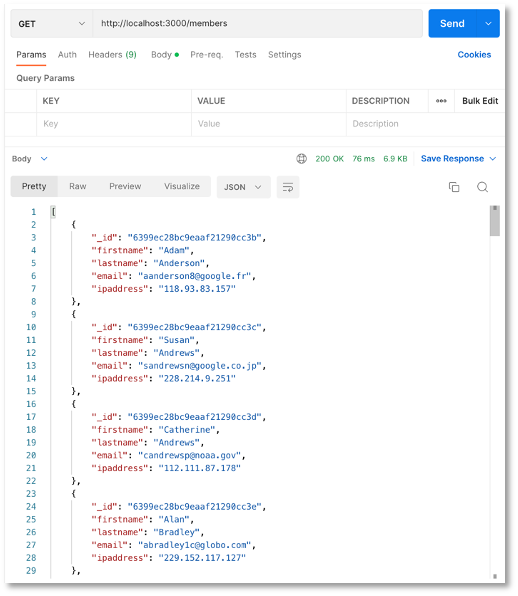 GET http://localhost:3000/members Send
Params Auth Headers (9) Body Pre-req. Tests Settings Cookies
Query Params
KEY VALUE DESCRIPTION ooo Bulk Edit
Key Value Description
Body 200 OK 76 ms 6.9 KB Save Response
Pretty Raw Preview Visualize JSON
1 [
2 {
3 "_id": "6399ec28bc9eaaf21290cc3b",
4 "firstname": "Adam",
5 "lastname": "Anderson",
6 "email": "aanderson8@google.fr",
7 "ipaddress": "118.93.83.157"
8 },
9 {
10 "_id": "6399ec28bc9eaaf21290cc3c",
11 "firstname": "Susan",
12 "lastname": "Andrews",
13 "email": "sandrewsn@google.co.jp",
14 "ipaddress": "228.214.9.251"
15 },
16 {
17 "_id": "6399ec28bc9eaaf21290cc3d",
18 "firstname": "Catherine",
19 "lastname": "Andrews",
20 "email": "candrewsp@noaa.gov",
21 "ipaddress": "112.111.87.178"
22 },
23 {
24 "_id": "6399ec28bc9eaaf21290cc3e",
25 "firstname": "Alan",
26 "lastname": "Bradley",
27 "email": "abradley1c@globo.com",
28 "ipaddress": "229.152.117.127"
29 },